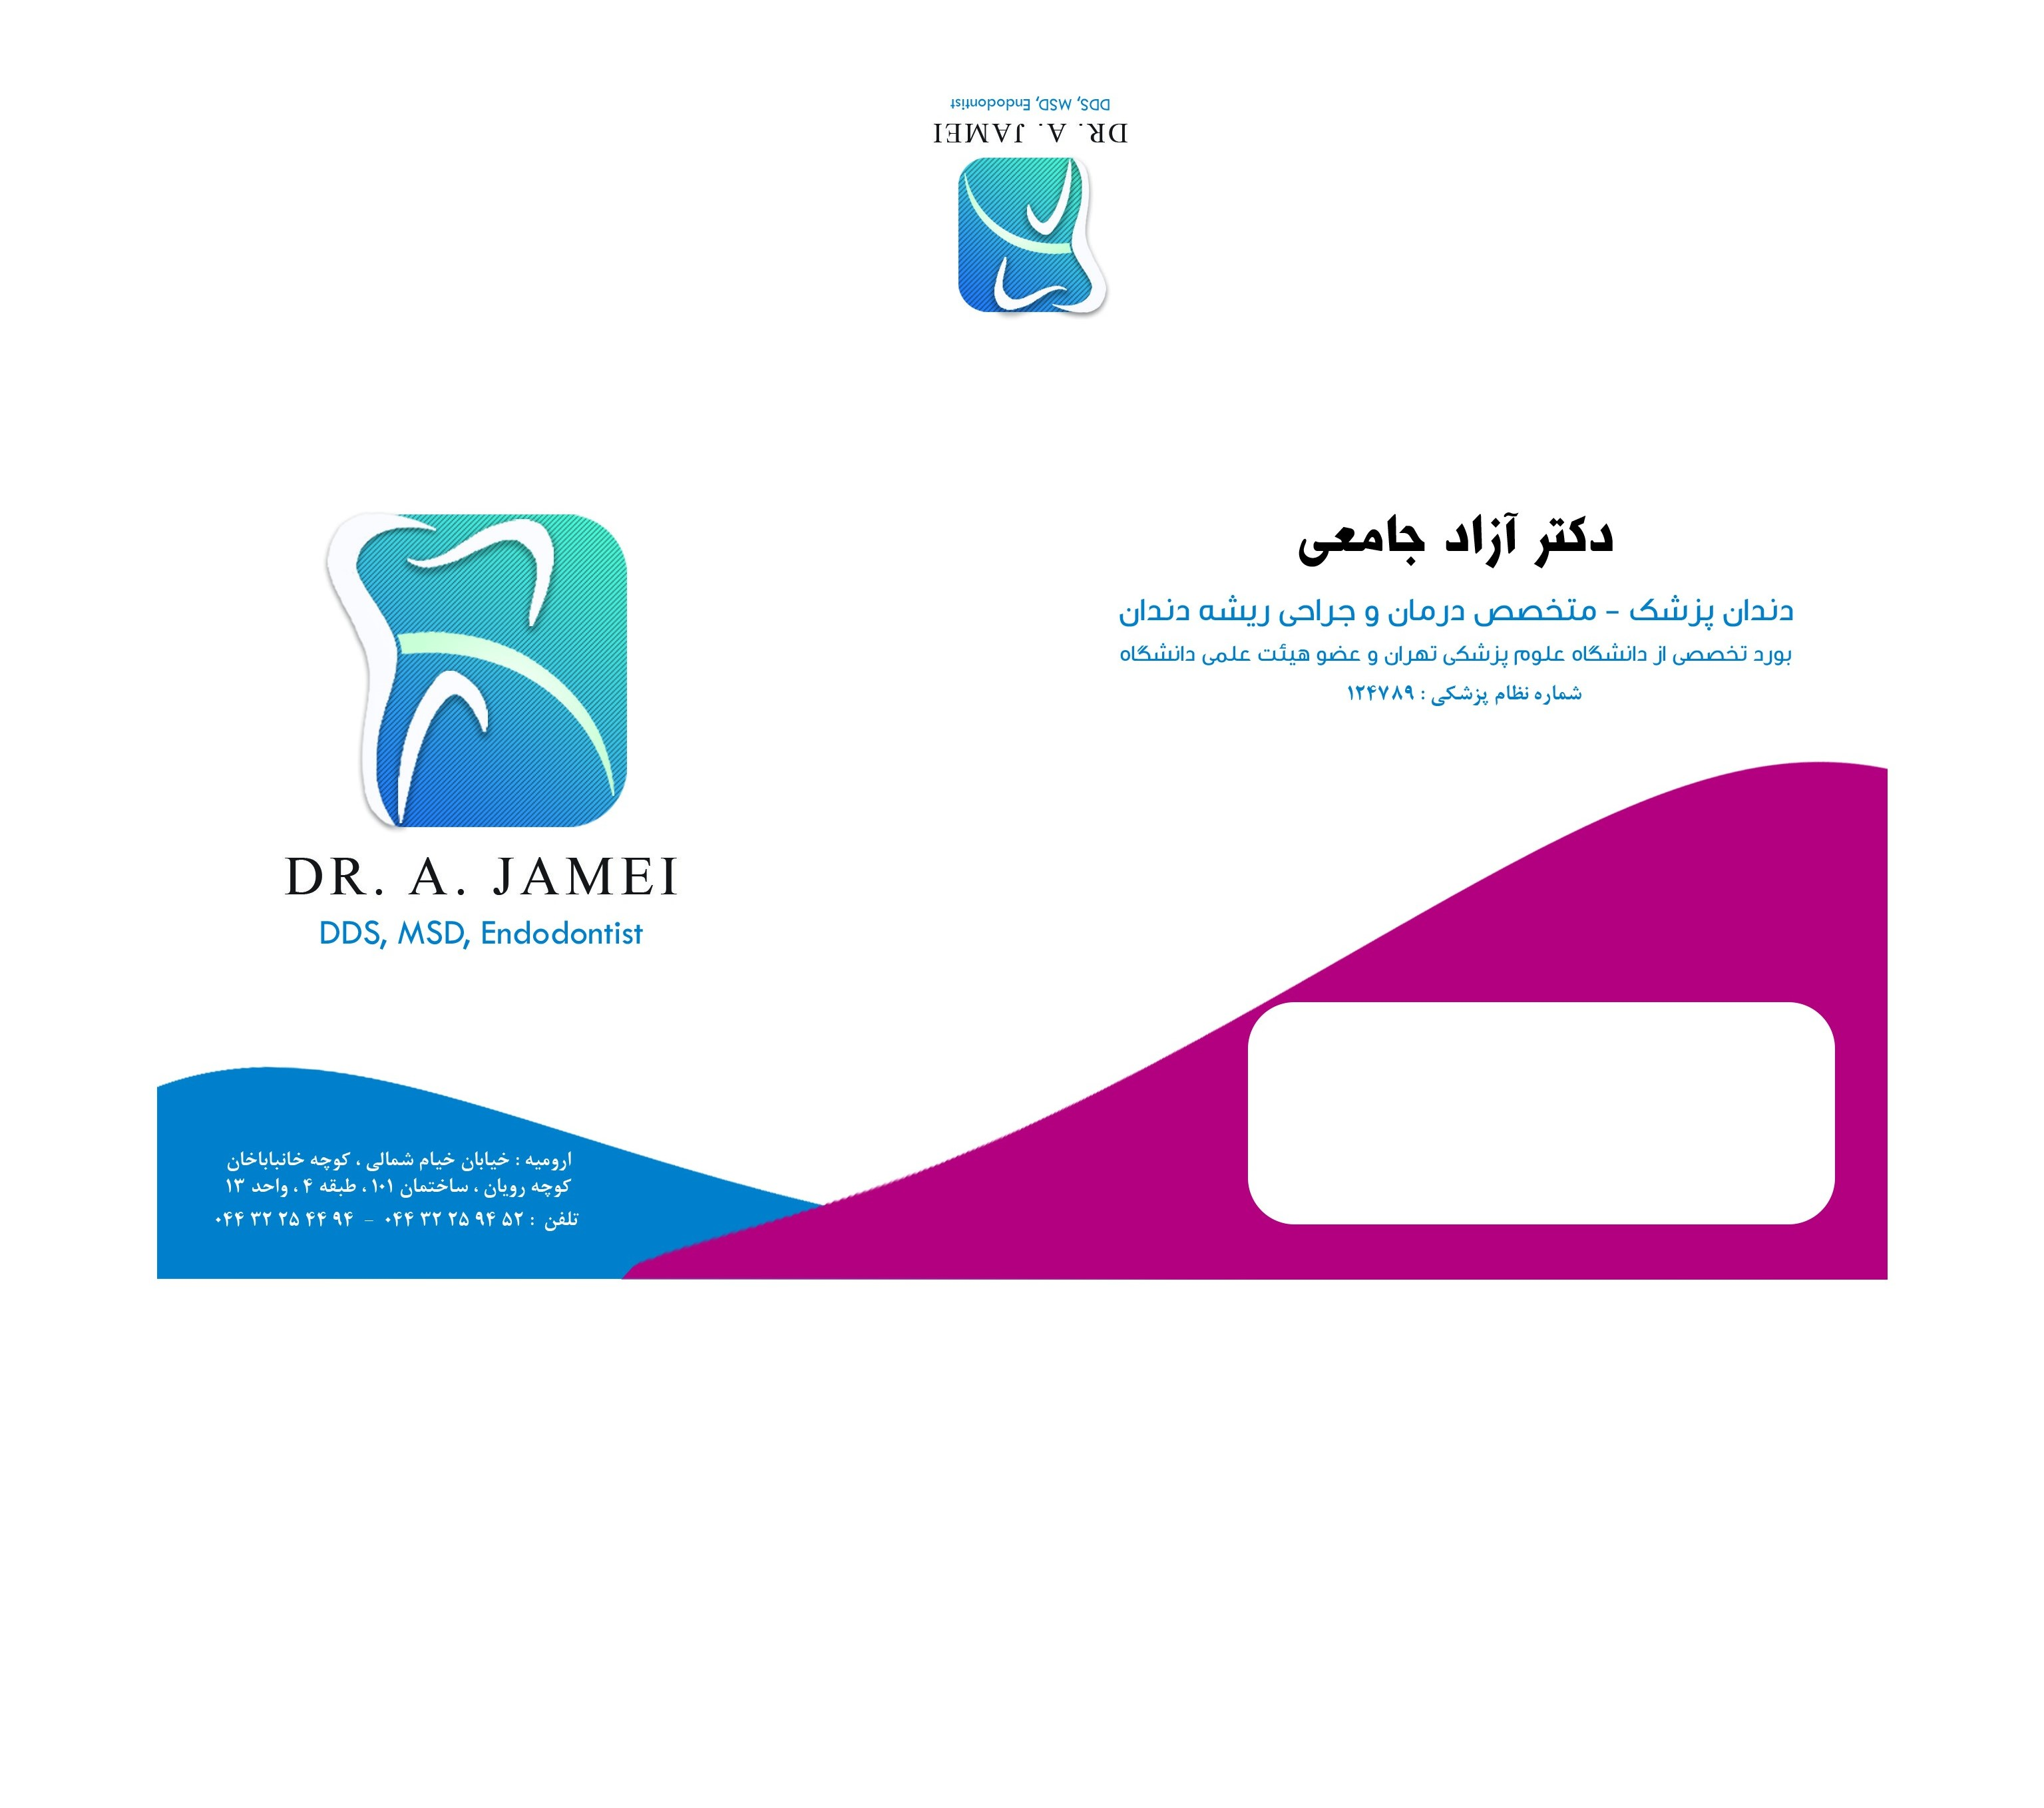 DDS, MSD, Endodontist
DR. A. JAMEI
دکتر آزاد جامعی
دندان پزشک - متخصص درمان و جراحی ریشه دندان
بورد تخصصی از دانشگاه علوم پزشکی تهران و عضو هیئت علمی دانشگاه
شماره نظام پزشکی : ۱۲۴۷۸۹
DR. A. JAMEI
DDS, MSD, Endodontist
ارومیه : خیابان خیام شمالی ، کوچه خانباباخان
کوچه رویان ، ساختمان ۱۰۱ ، طبقه ۴ ، واحد ۱۳
تلفن : ۵۲ ۹۴ ۲۵ ۳۲ ۰۴۴ – ۹۴ ۴۴ ۲۵ ۳۲ ۰۴۴